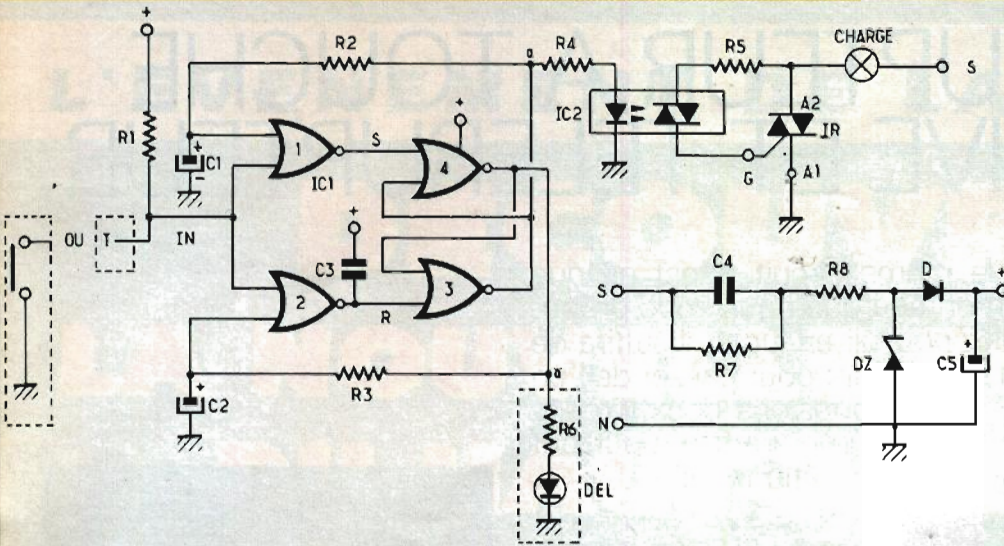 +
R2
a
R4
R5
CHARGE
S
R1
+
C1
-
1
IC1
S
+
4
IC2
G
A2
IR
A1
OU
T
IN
C3
+
2
R
3
+
C2
R3
R6
DEL
S
C4
R7
R8
D
+
DZ
+
C5
N